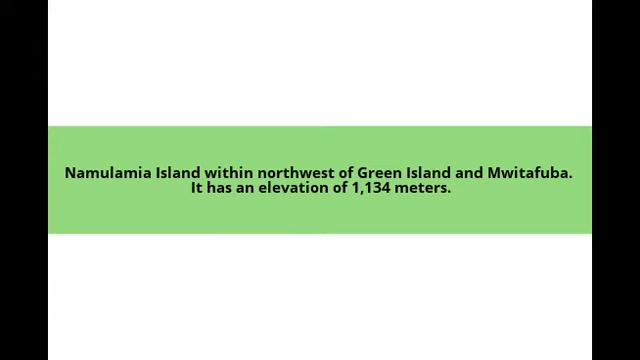 Namulamia Island within northwest of Green Island and Mwitafuba.
It has an elevation of 1,134 meters.